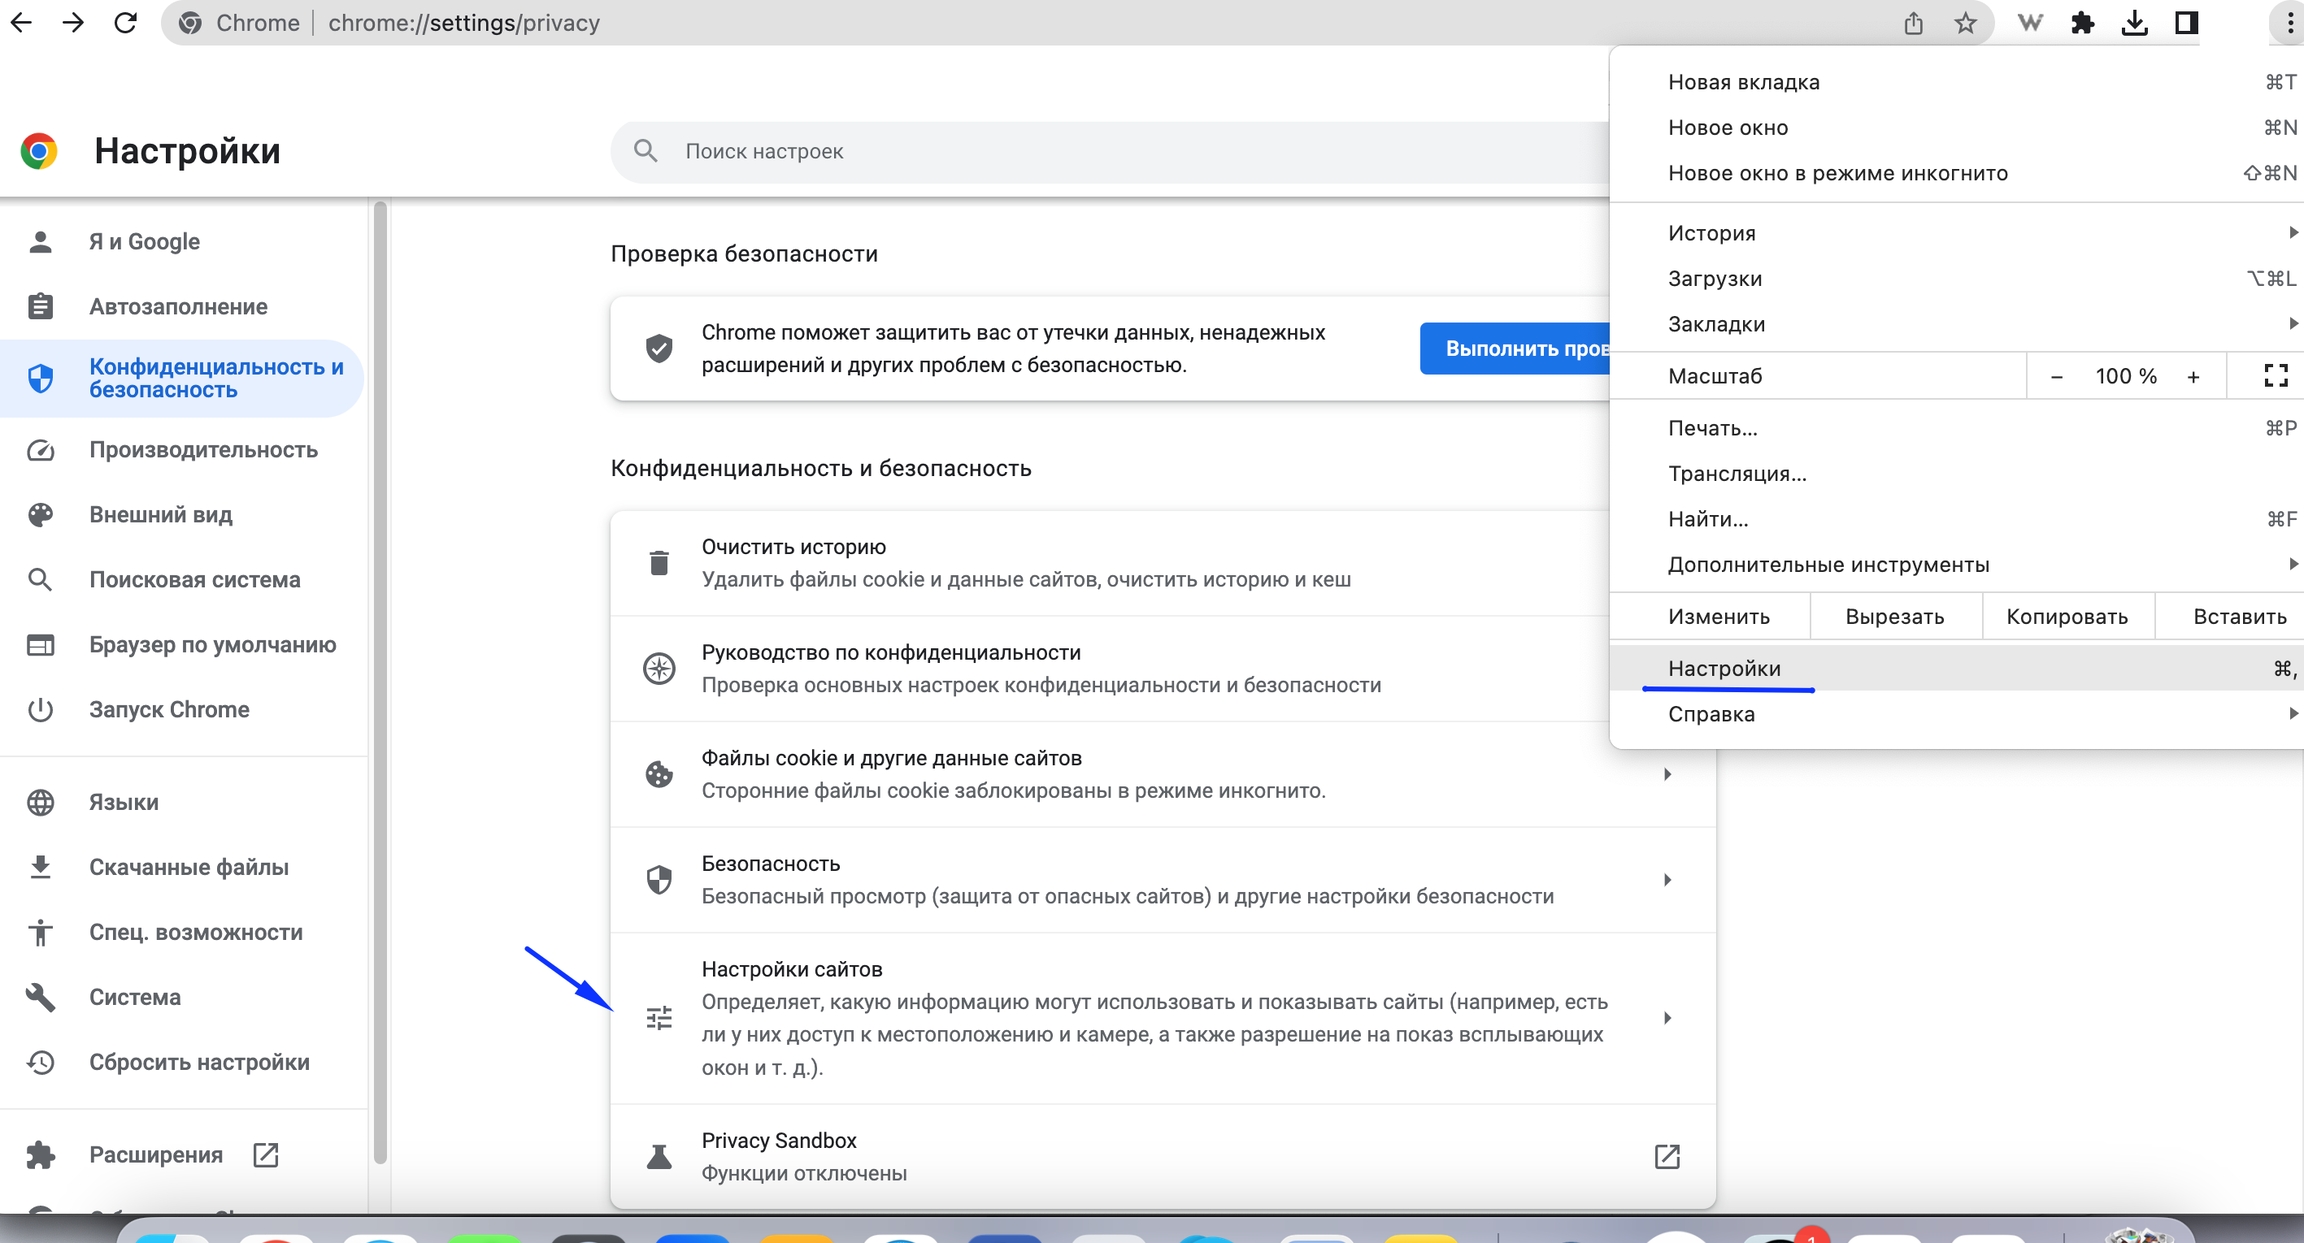 Chrome | chrome://settings/privacy
Настройки
Поиск настроек
Я и Google
Автозаполнение
Конфиденциальность и
безопасность
Производительность
Внешний вид
Поисковая система
Браузер по умолчанию
Запуск Chrome
Языки
Скачанные файлы
Спец. возможности
Система
Сбросить настройки
Расширения
Проверка безопасности
Chrome поможет защитить вас от утечки данных, ненадежных
расширений и других проблем с безопасностью.
Выполнить пров
Конфиденциальность и безопасность
Очистить историю
Удалить файлы cookie и данные сайтов, очистить историю и кеш
Руководство по конфиденциальности
Проверка основных настроек конфиденциальности и безопасности
Файлы cookie и другие данные сайтов
Сторонние файлы cookie заблокированы в режиме инкогнито.
Безопасность
Безопасный просмотр (защита от опасных сайтов) и другие настройки безопасности
Настройки сайтов
Определяет, какую информацию могут использовать и показывать сайты (например, есть
ли у них доступ к местоположению и камере, а также разрешение на показ всплывающих
окон и т. д.).
Privacy Sandbox
Функции отключены
Новая вкладка ⌘T
Новое окно ⌘N
Новое окно в режиме инкогнито ⇧⌘N
История
Загрузки ⌥⌘L
Закладки
Масштаб – 100 % +
Печать... ⌘P
Трансляция...
Найти... ⌘F
Дополнительные инструменты
Изменить Вырезать Копировать Вставить
Настройки ⌘,
Справка
1